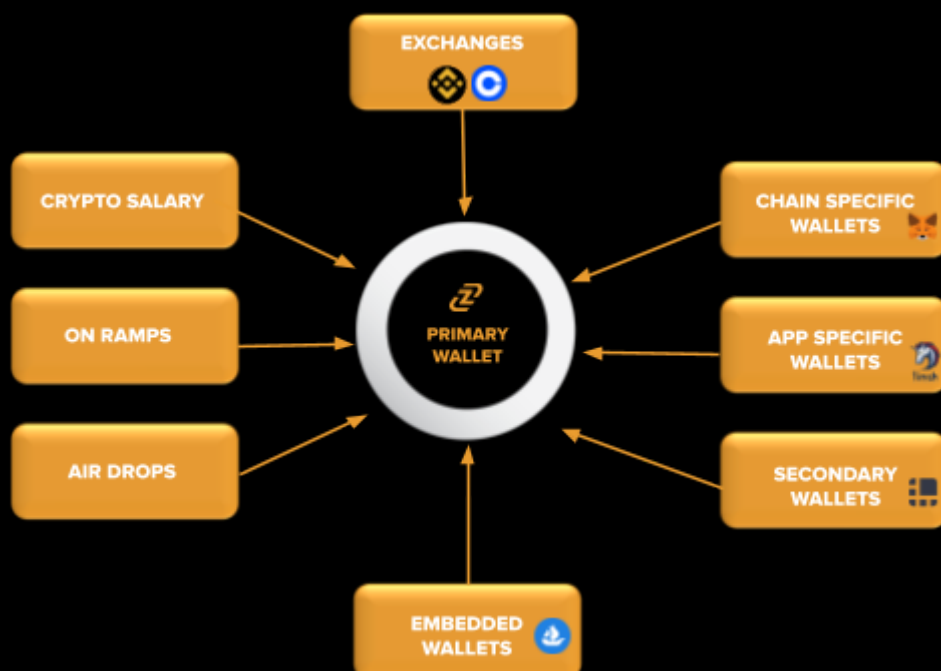 EXCHANGES
CRYPTO SALARY
CHAIN SPECIFIC
WALLETS
ON RAMPS
PRIMARY
WALLET
APP SPECIFIC
WALLETS
AIR DROPS
SECONDARY
WALLETS
EMBEDDED
WALLETS